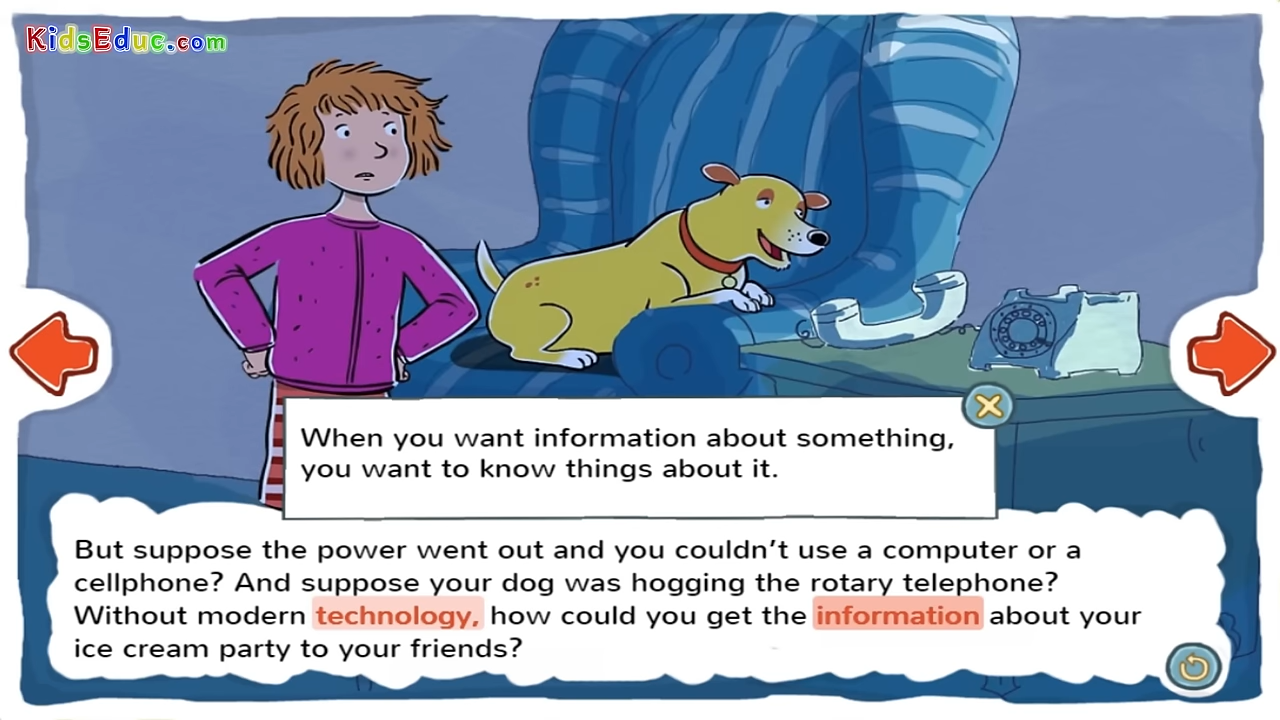 KidsEduc.com
When you want information about something,
you want to know things about it.
But suppose the power went out and you couldn't use a computer or a
cellphone? And suppose your dog was hogging the rotary telephone?
Without modern technology, how could you get the information about your
ice cream party to your friends?